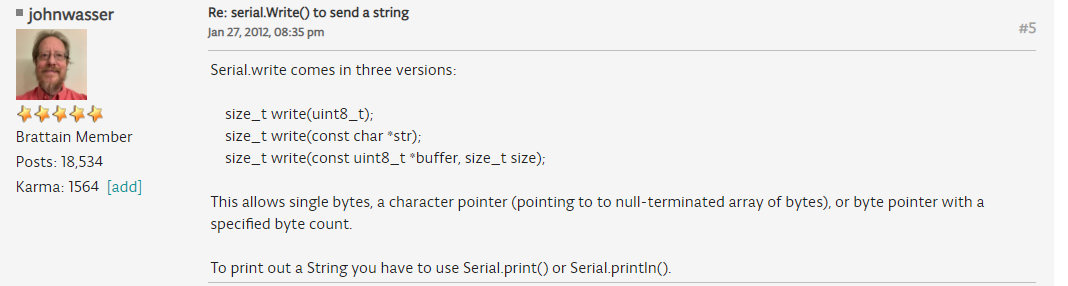 johnwasser
Brattain Member
Posts: 18,534
Karma: 1564 [add]
Re: serial.Write() to send a string
Jan 27, 2012, 08:35 pm
#5
Serial.write comes in three versions:
size_t write(uint8_t);
size_t write(const char *str);
size_t write(const uint8_t *buffer, size_t size);
This allows single bytes, a character pointer (pointing to to null-terminated array of bytes), or byte pointer with a
specified byte count.
To print out a String you have to use Serial.print() or Serial.println().